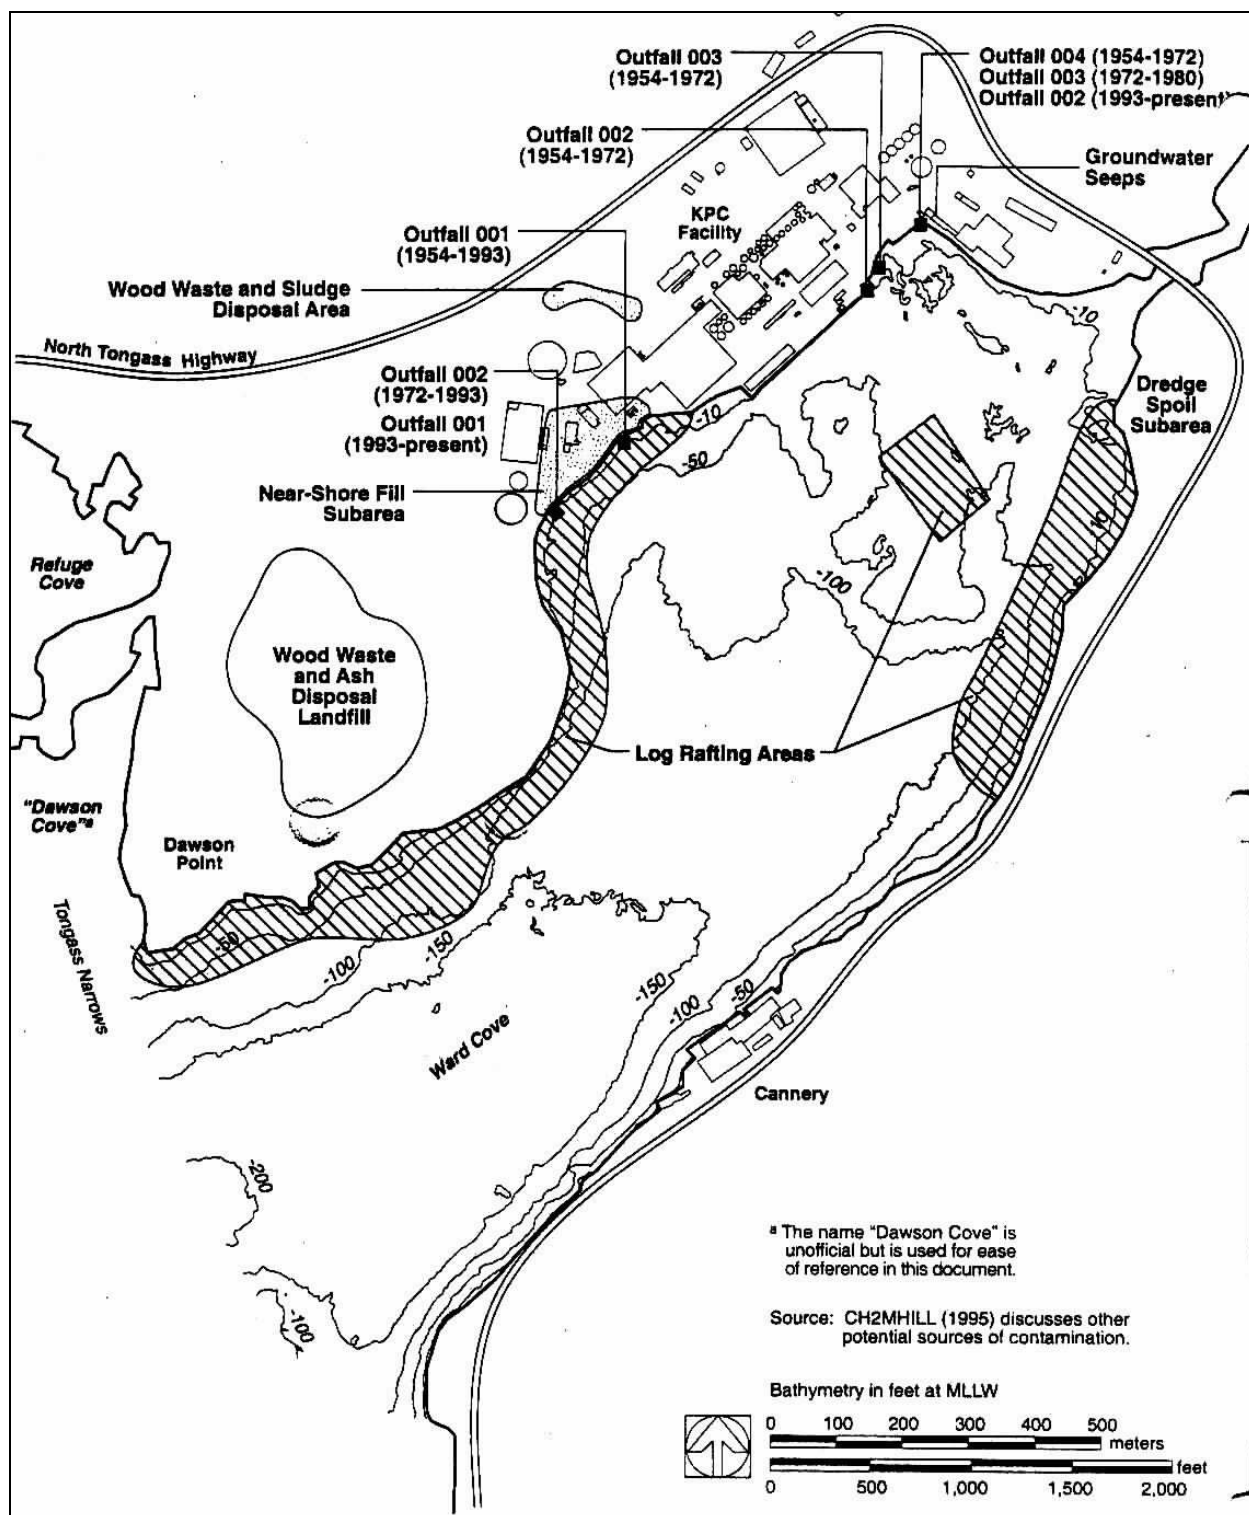 Outfall 003
(1954-1972)
Outfall 004 (1954-1972)
Outfall 003 (1972-1980)
Outfall 002 (1993-present)
Outfall 002
(1954-1972)
Groundwater
Seeps
KPC
Facility
Outfall 001
(1954-1993)
Wood Waste and Sludge
Disposal Area
-10
North Tongass Highway
Outfall 002
(1972-1993)
Outfall 001
(1993-present)
Dredge
Spoil
Subarea
-10
-50
Near-Shore Fill
Subarea
10
Refuge
Cove
-100
Wood Waste
and Ash
Disposal
Landfill
Log Rafting Areas
"Dawson
Cove"a
Dawson
Point
Tongass Narrows
-50
-100
-150
-150
-100
-50
Ward Cove
Cannery
-200
-100
a The name "Dawson Cove" is
unofficial but is used for ease
of reference in this document.
Source: CH2MHILL (1995) discusses other
potential sources of contamination.
Bathymetry in feet at MLLW
0 100 200 300 400 500
meters
feet
0 500 1,000 1,500 2,000